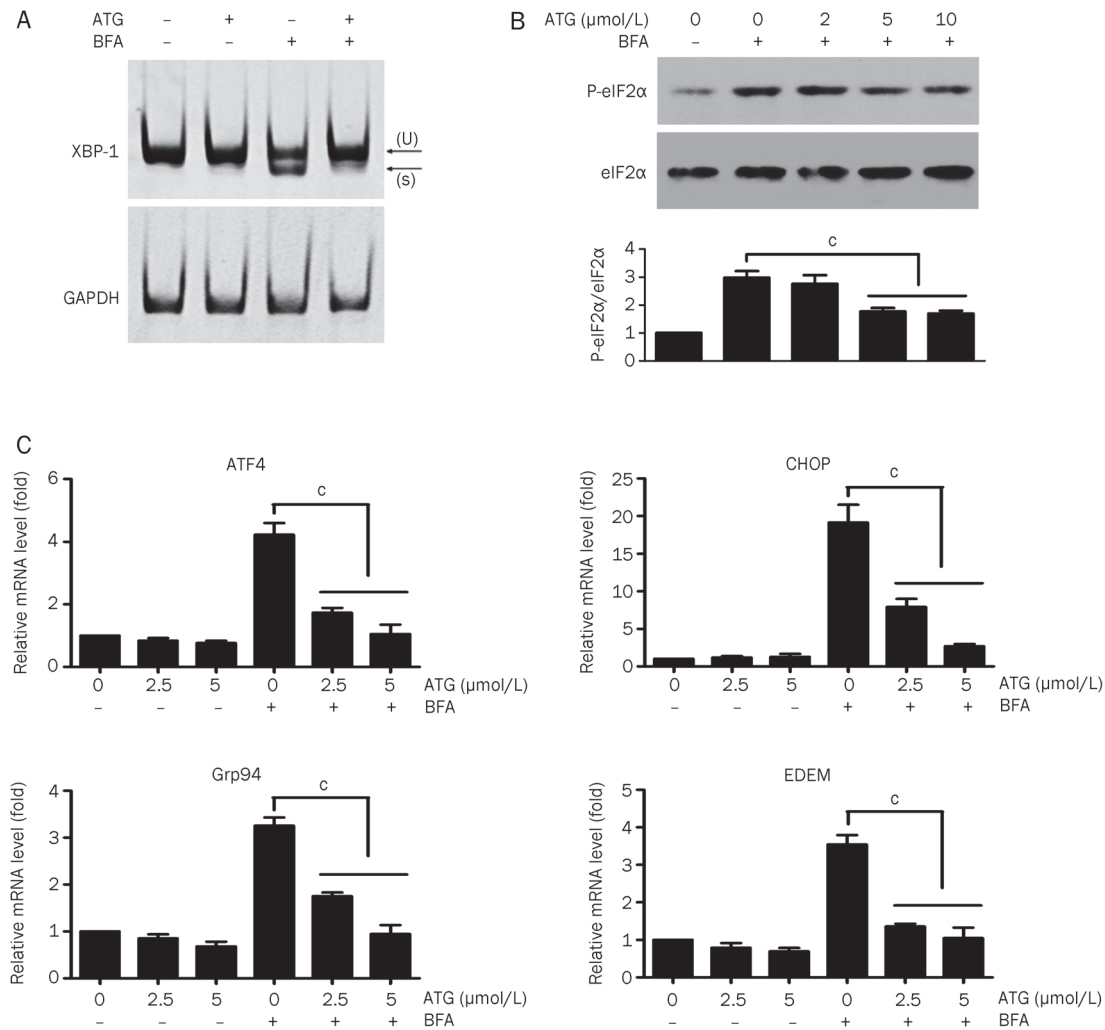 A
ATG – + – +
BFA – – + +
XBP-1
(U)
(s)
GAPDH
B
ATG (μmol/L) 0 0 2 5 10
BFA – + + + +
P-eIF2α
eIF2α
P-eIF2α/eIF2α
4
3
2
1
0
c
C
ATF4
Relative mRNA level (fold)
6
4
2
0
c
0 2.5 5 0 2.5 5 ATG (μmol/L)
– – – + + + BFA
CHOP
Relative mRNA level (fold)
25
20
15
10
5
0
c
0 2.5 5 0 2.5 5 ATG (μmol/L)
– – – + + + BFA
Grp94
Relative mRNA level (fold)
4
3
2
1
0
c
0 2.5 5 0 2.5 5 ATG (μmol/L)
– – – + + + BFA
EDEM
Relative mRNA level (fold)
5
4
3
2
1
0
c
0 2.5 5 0 2.5 5 ATG (μmol/L)
– – – + + + BFA